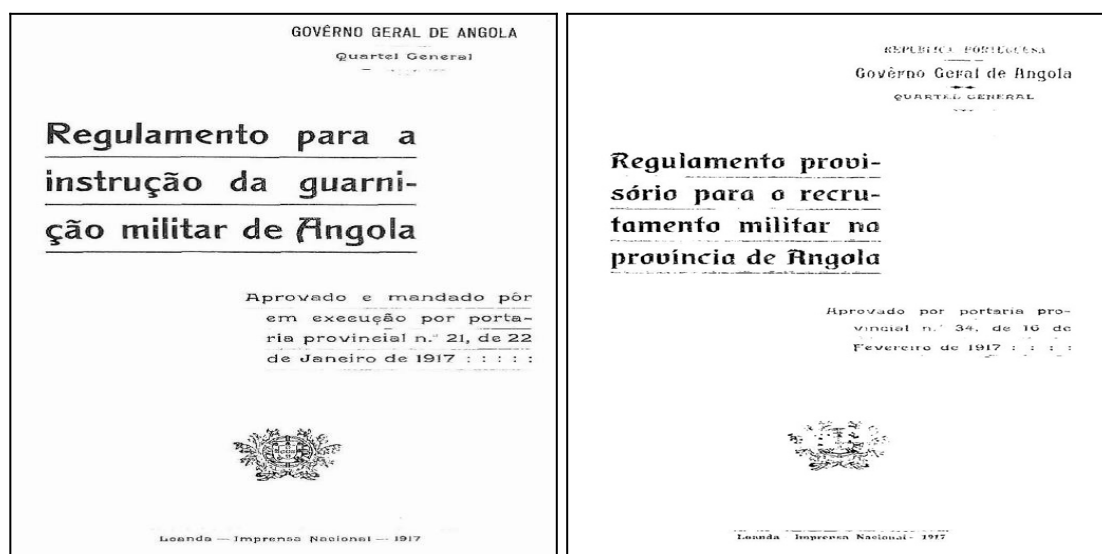 GOVÊRNO GERAL DE ANGOLA
Quartel General
Regulamento para a
instrução da guarni-
ção militar de Angola
Aprovado e mandado pôr
em execução por porta-
ria provincial n.º 21, de 22
de Janeiro de 1917 : : : : :
Loanda — Imprensa Nacional — 1917
REPUBLICA PORTUGUESA
Govêrno Geral de Angola
QUARTEL GENERAL
Regulamento provi-
sório para o recru-
tamento militar na
província de Angola
Aprovado por portaria pro-
vincial n.º 34, de 16 de
Fevereiro de 1917 : : : :
Loanda Imprensa Nacional - 1917